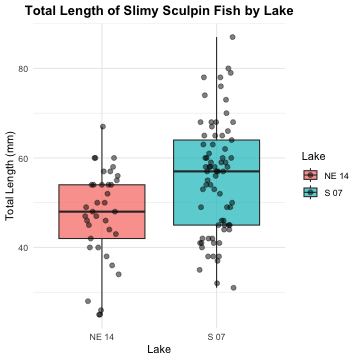 Total Length of Slimy Sculpin Fish by Lake
Total Length (mm)
80
60
40
NE 14
S 07
Lake
Lake
NE 14
S 07